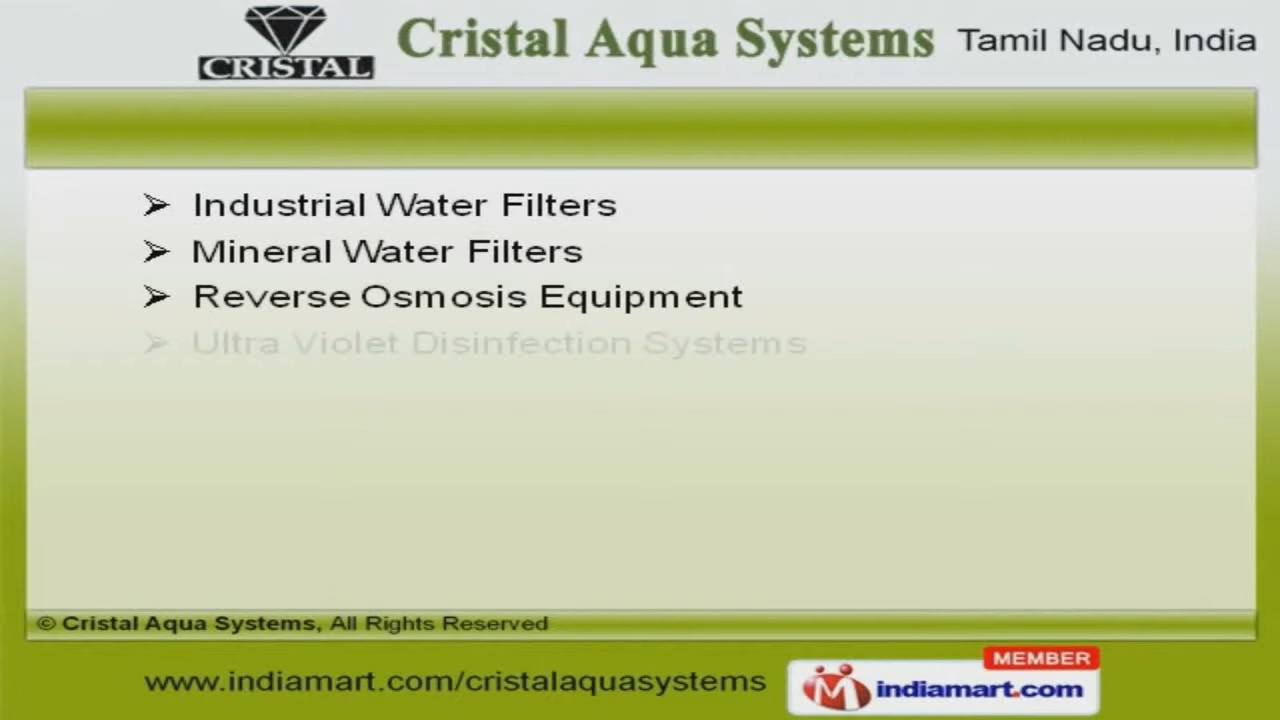 CRISTAL
Cristal Aqua Systems
Tamil Nadu, India
➢ Industrial Water Filters
➢ Mineral Water Filters
➢ Reverse Osmosis Equipment
➢ Ultra Violet Disinfection Systems
© Cristal Aqua Systems, All Rights Reserved
www.indiamart.com/cristalaquasystems
MEMBER
indiamart.com